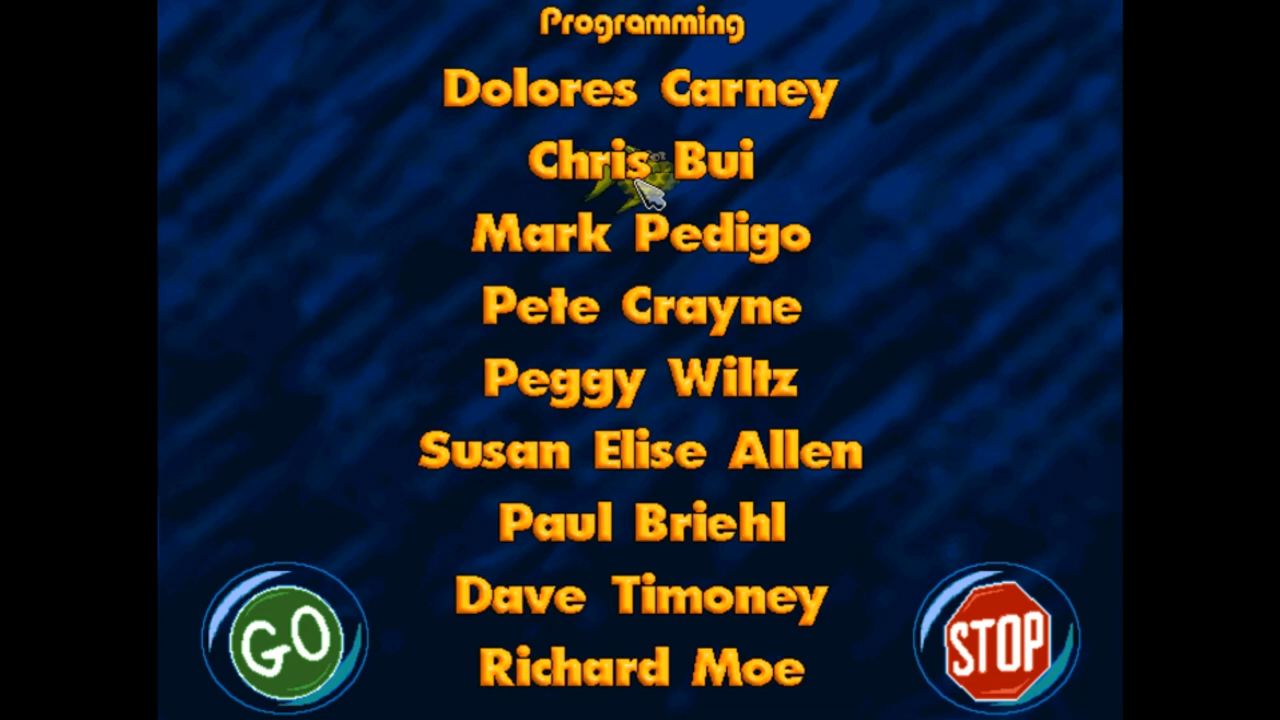 Programming
Dolores Carney
Chris Bui
Mark Pedigo
Pete Crayne
Peggy Wiltz
Susan Elise Allen
Paul Briehl
Dave Timoney
Richard Moe
GO
STOP